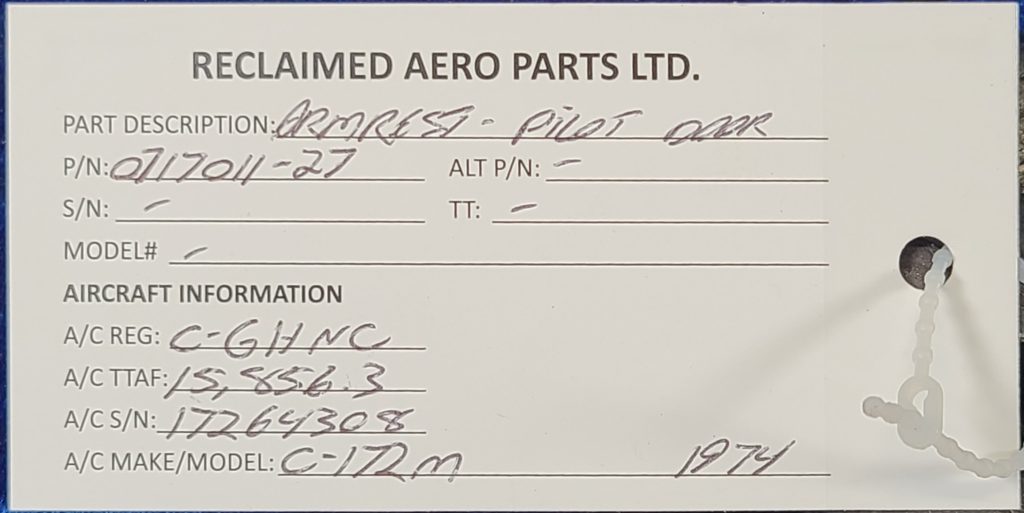 RECLAIMED AERO PARTS LTD.
PART DESCRIPTION: ARMREST - PILOT DOOR
P/N: 0717011-27 ALT P/N: -
S/N: - TT: -
MODEL# -
AIRCRAFT INFORMATION
A/C REG: C-GHNC
A/C TTAF: 15,856.3
A/C S/N: 17264308
A/C MAKE/MODEL: C-172M 1974